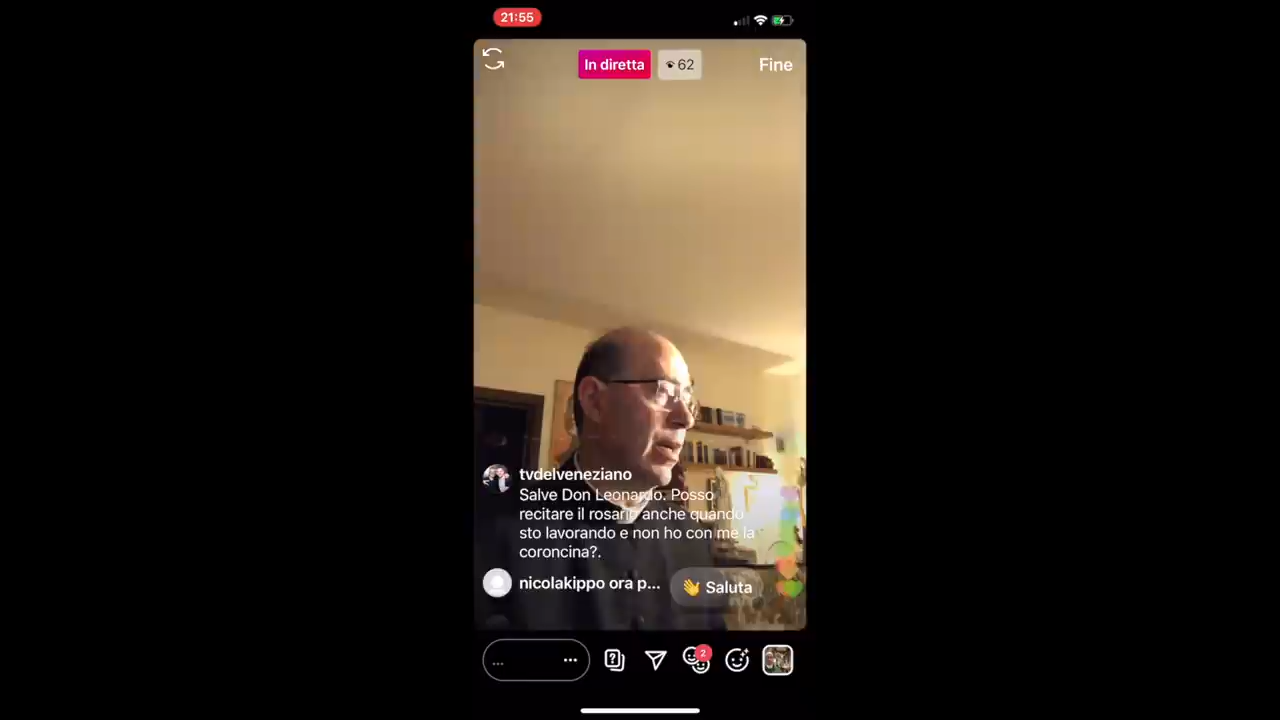 21:55
In diretta
62
Fine
tvdelveneziano
Salve Don Leonardo. Posso
recitare il rosario anche quando
sto lavorando e non ho con me la
coroncina?.
nicolakippo ora p...
👋 Saluta
...
2